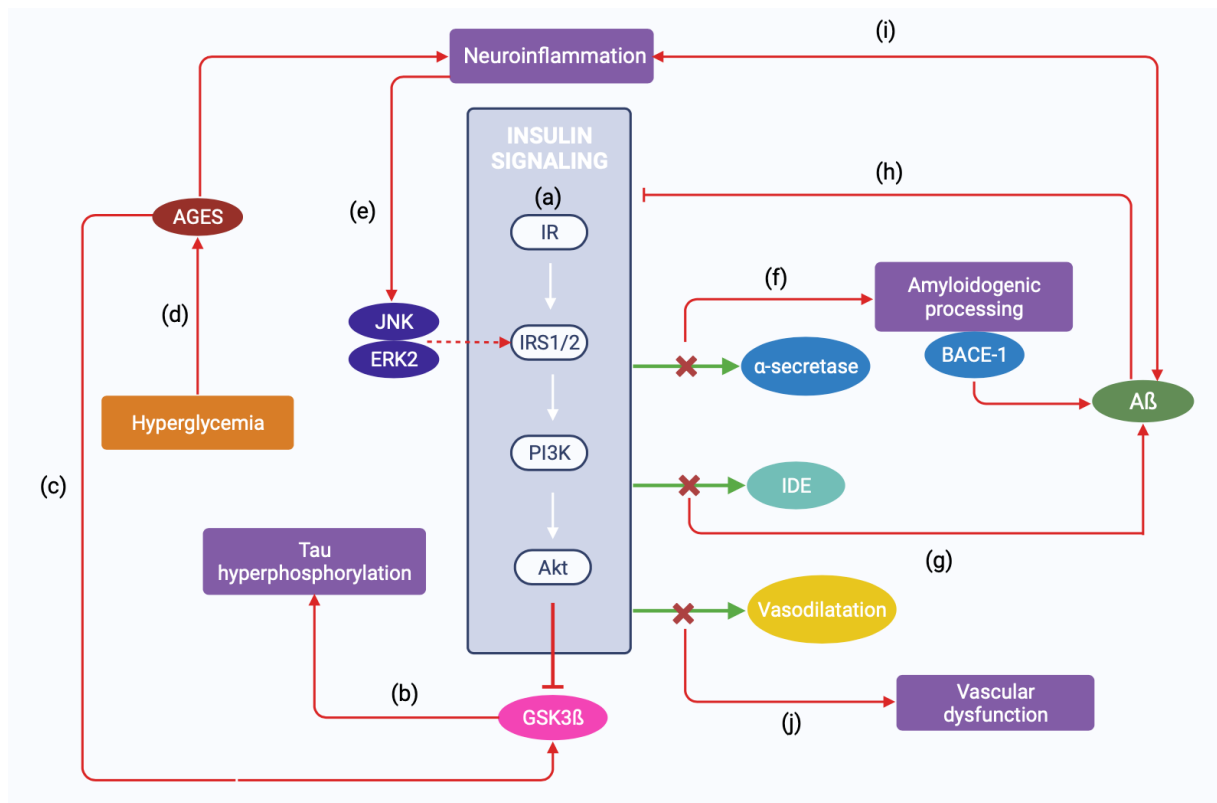 (i)
Neuroinflammation
INSULIN
SIGNALING
(h)
(a)
AGES
(e)
IR
(f)
Amyloidogenic
processing
(d)
JNK
IRS1/2
BACE-1
ERK2
α-secretase
Aß
Hyperglycemia
PI3K
(c)
IDE
Tau
hyperphosphorylation
(g)
Akt
Vasodilatation
(b)
Vascular
dysfunction
GSK3ß
(j)